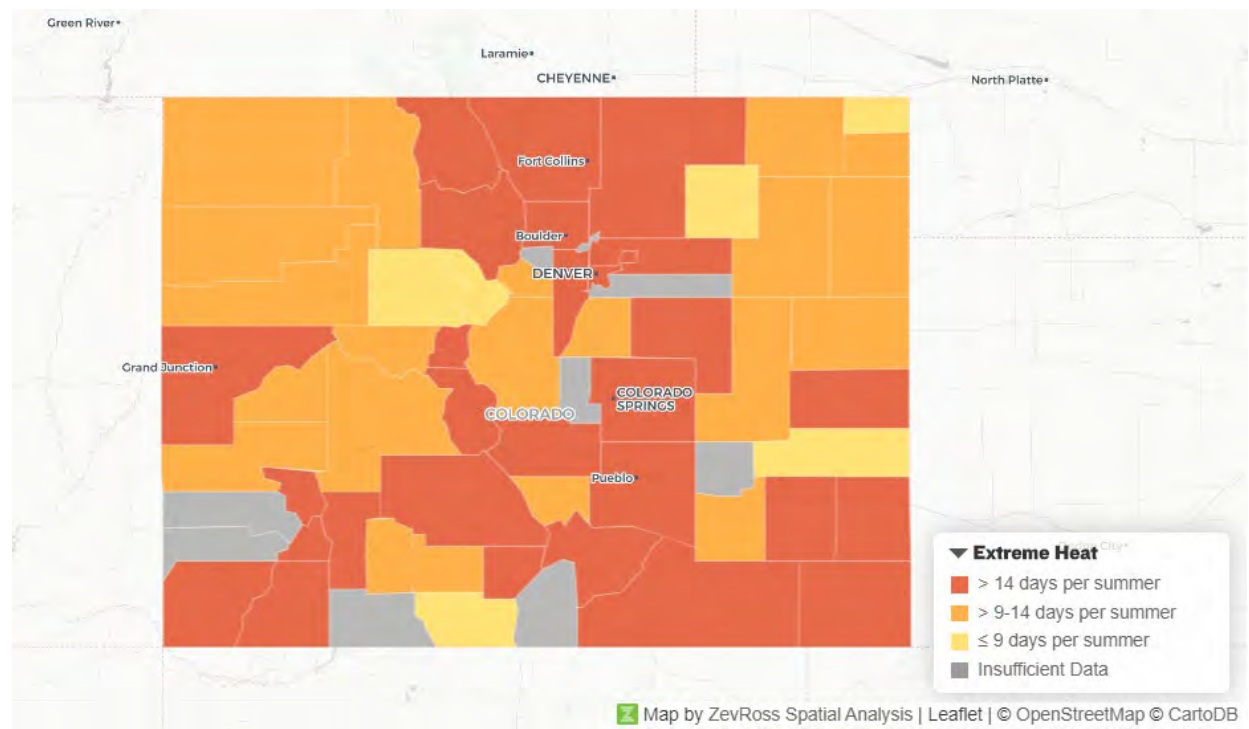 Green River
Laramie
CHEYENNE
North Platte
Fort Collins
Boulder
DENVER
Grand Junction
COLORADO
SPRINGS
COLORADO
Pueblo
Dodge City
Extreme Heat
> 14 days per summer
> 9-14 days per summer
≤ 9 days per summer
Insufficient Data
Map by ZevRoss Spatial Analysis | Leaflet | © OpenStreetMap © CartoDB